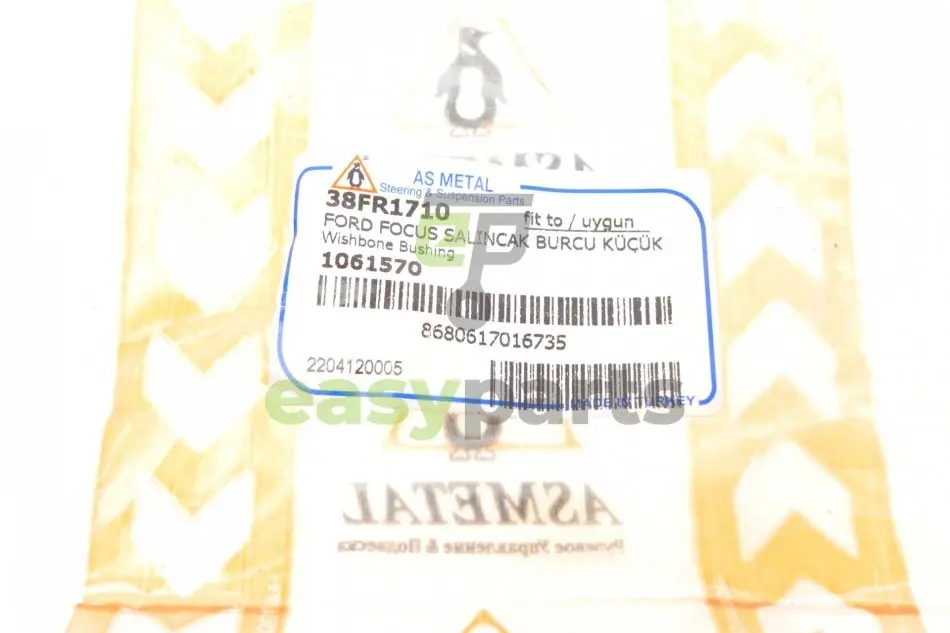 AS METAL
Steering & Suspension Parts
38FR1710
fit to / uygun
FORD FOCUS SALINCAK BURCU KÜÇÜK
Wishbone Bushing
1061570
8680617016735
2204120005
MADE IN TURKEY
easyparts
ASMETAL
Рулевое Управление & Подвеска